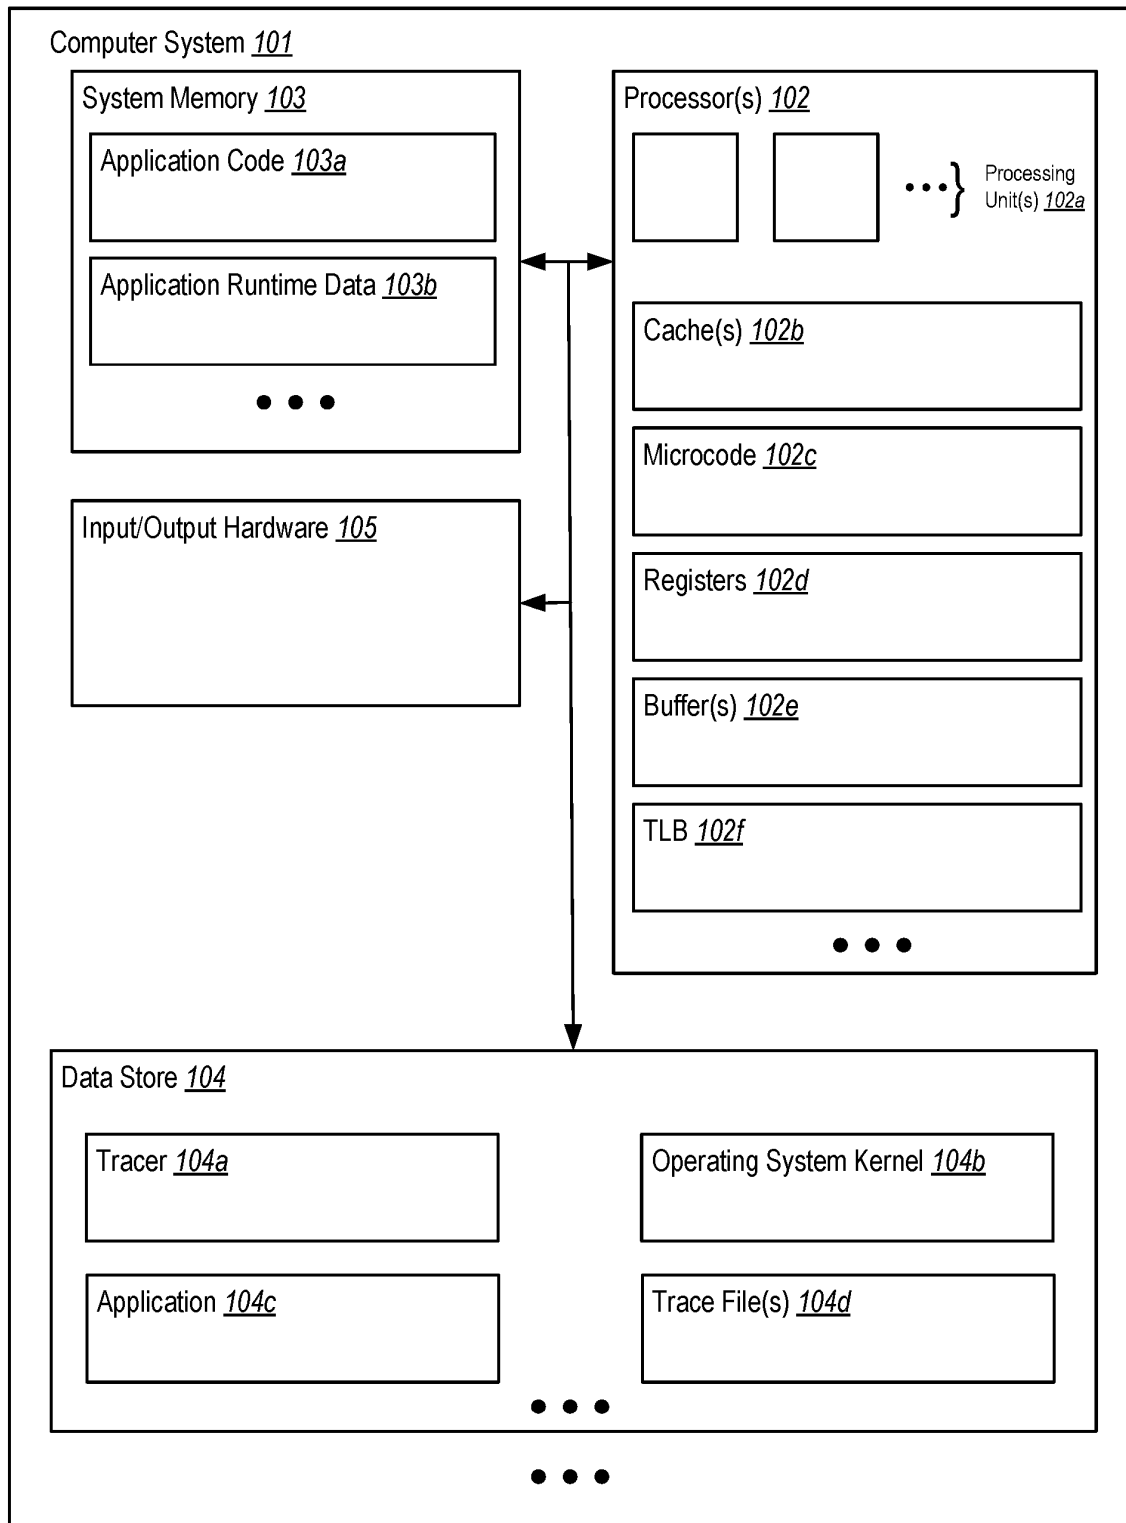 Computer System 101
System Memory 103
Application Code 103a
Application Runtime Data 103b
Input/Output Hardware 105
Processor(s) 102
Processing
Unit(s) 102a
Cache(s) 102b
Microcode 102c
Registers 102d
Buffer(s) 102e
TLB 102f
Data Store 104
Tracer 104a
Operating System Kernel 104b
Application 104c
Trace File(s) 104d